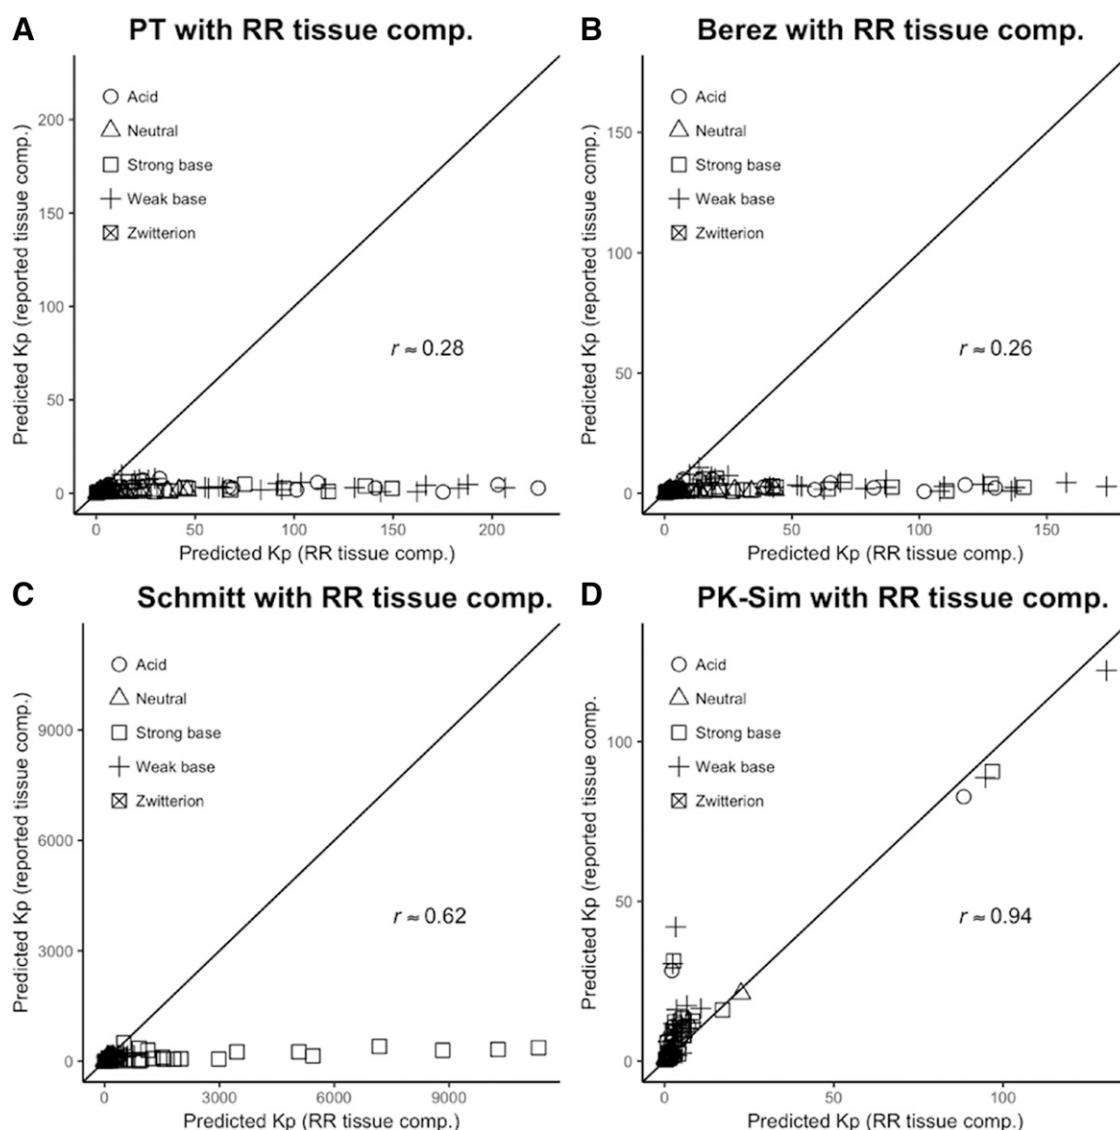 A
PT with RR tissue comp.
Predicted Kp (reported tissue comp.)
200
150
100
50
0
Acid
Neutral
Strong base
Weak base
Zwitterion
r ≈ 0.28
0
50
100
150
200
Predicted Kp (RR tissue comp.)
B
Berez with RR tissue comp.
Predicted Kp (reported tissue comp.)
150
100
50
0
Acid
Neutral
Strong base
Weak base
Zwitterion
r ≈ 0.26
0
50
100
150
Predicted Kp (RR tissue comp.)
C
Schmitt with RR tissue comp.
Predicted Kp (reported tissue comp.)
9000
6000
3000
0
Acid
Neutral
Strong base
Weak base
Zwitterion
r ≈ 0.62
0
3000
6000
9000
Predicted Kp (RR tissue comp.)
D
PK-Sim with RR tissue comp.
Predicted Kp (reported tissue comp.
100
50
0
Acid
Neutral
Strong base
Weak base
Zwitterion
r ≈ 0.94
0
50
100
Predicted Kp (RR tissue comp.)